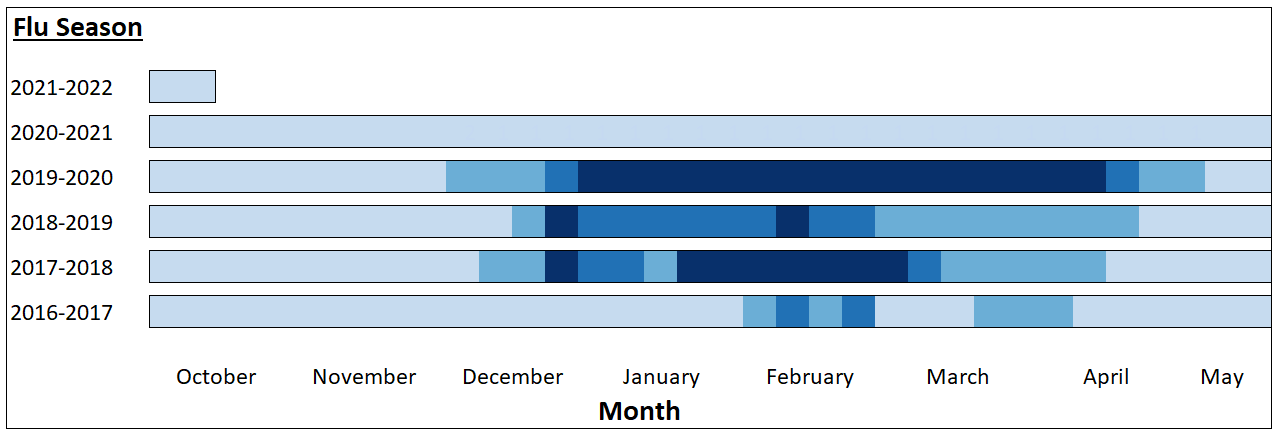 Flu Season
2021-2022
2020-2021
2019-2020
2018-2019
2017-2018
2016-2017
October November December January February March April May
Month